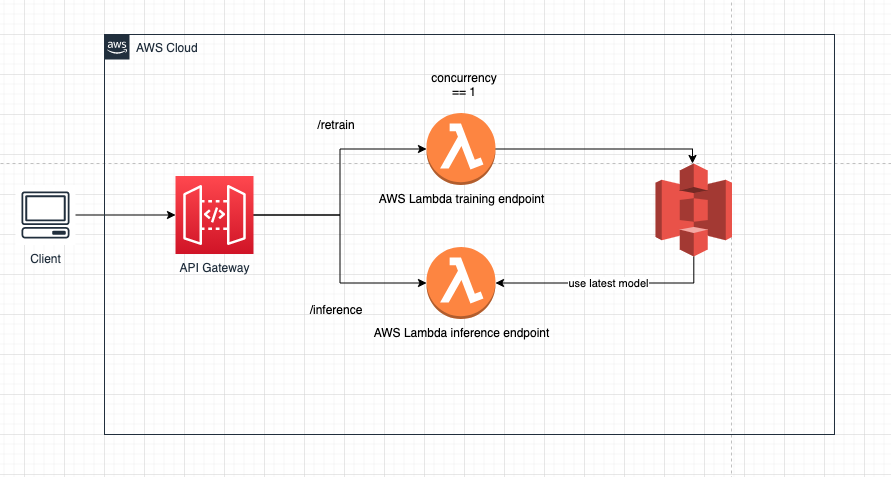 aws
AWS Cloud
concurrency
== 1
/retrain
AWS Lambda training endpoint
</>
API Gateway
Client
use latest model
/inference
AWS Lambda inference endpoint